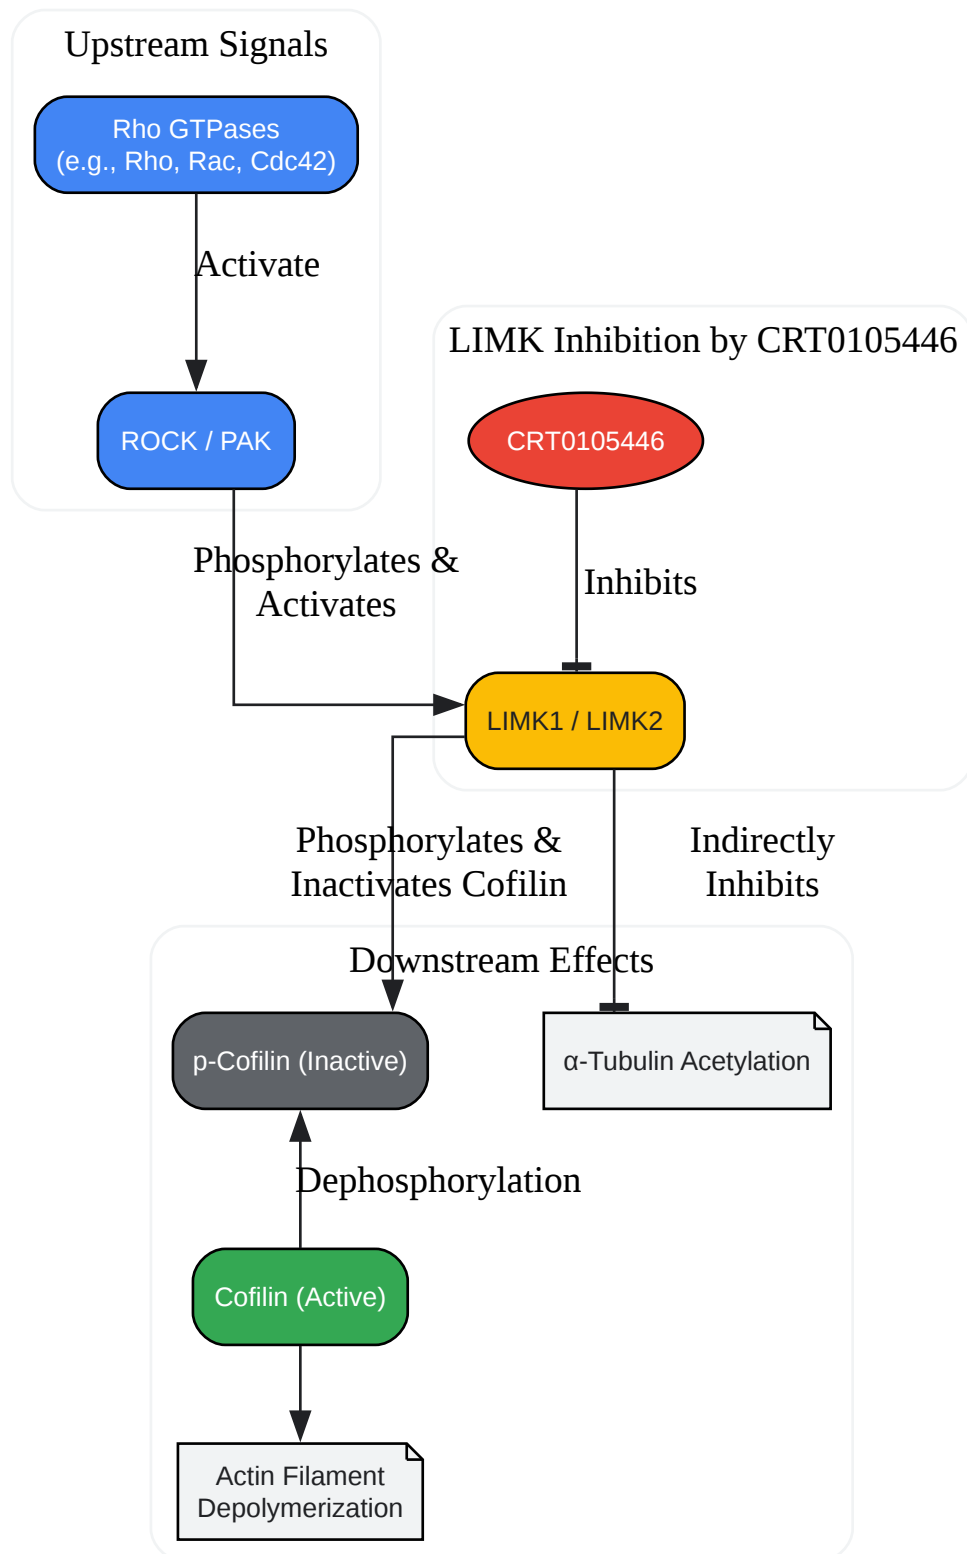 Upstream Signals
Rho GTPases
(e.g., Rho, Rac, Cdc42)
Activate
ROCK / PAK
LIMK Inhibition by CRT0105446
CRT0105446
Phosphorylates &
Activates
Inhibits
LIMK1 / LIMK2
Phosphorylates &
Inactivates Cofilin
Indirectly
Inhibits
Downstream Effects
p-Cofilin (Inactive)
α-Tubulin Acetylation
Dephosphorylation
Cofilin (Active)
Actin Filament
Depolymerization